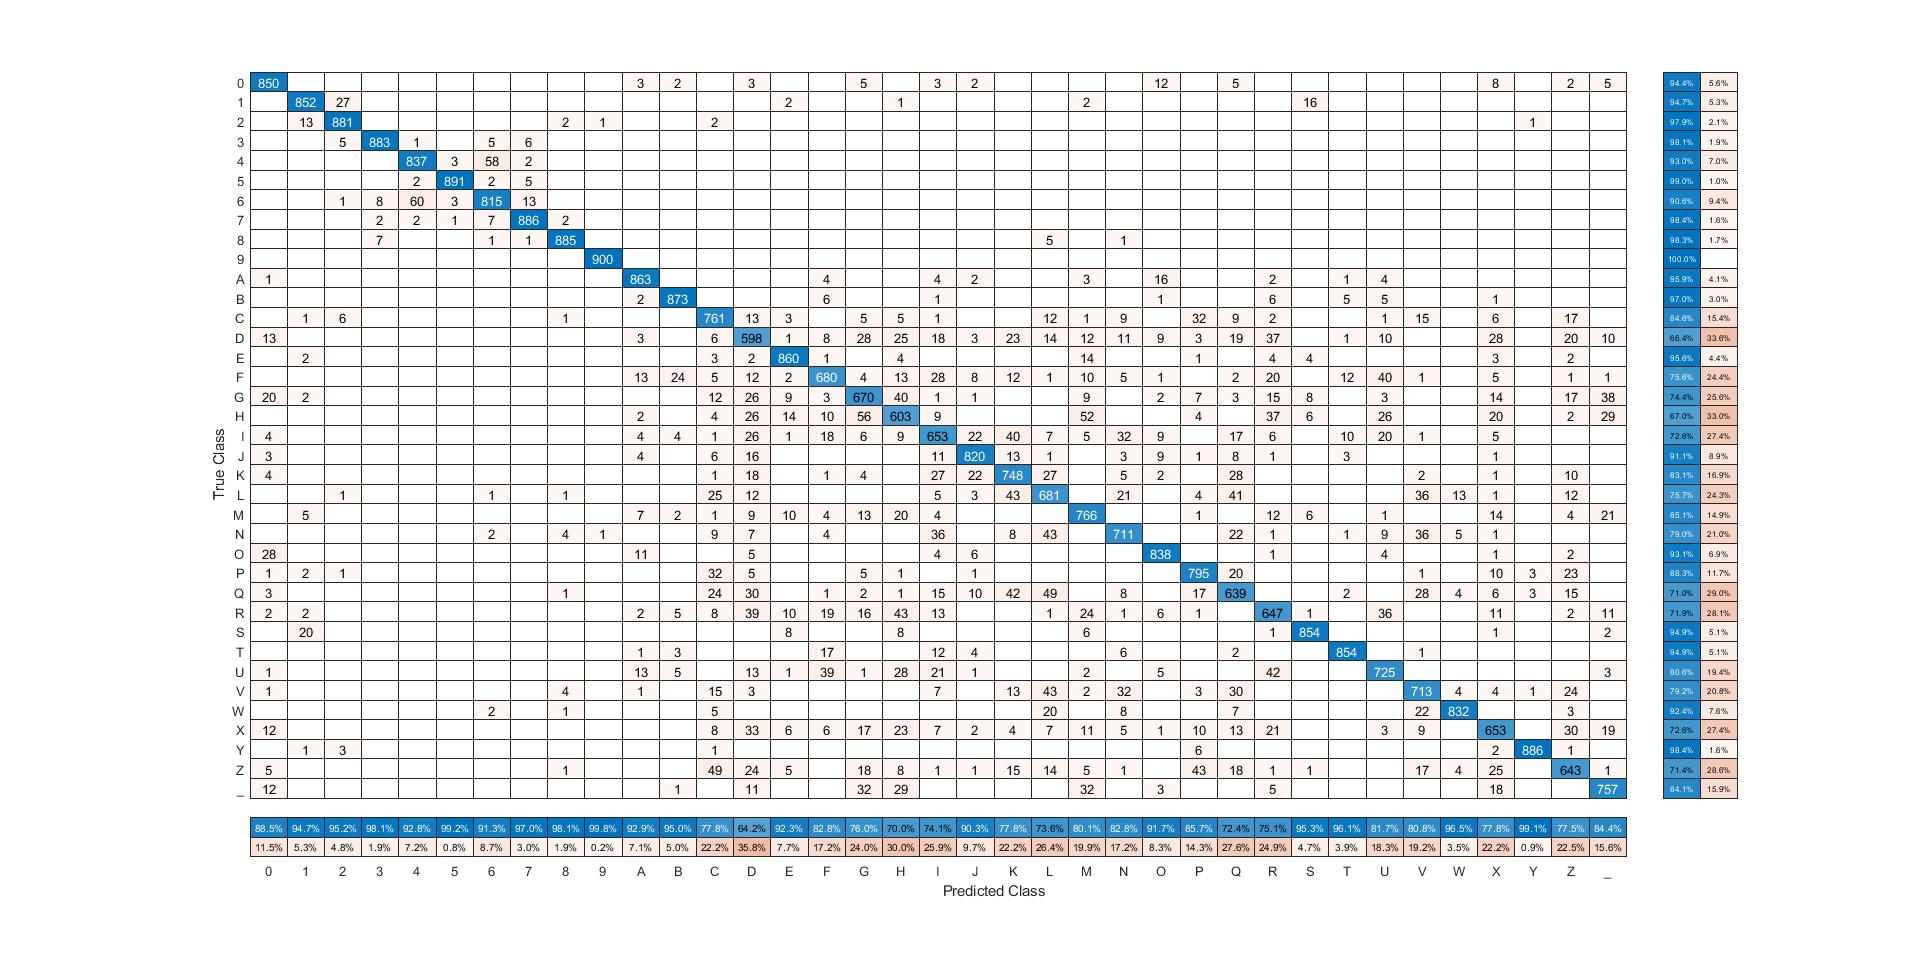 0 850 3 2 3 5 3 2 12 5 8 2 5 94.4% 5.6%
1 852 27 2 1 2 16 94.7% 5.3%
2 13 881 2 1 2 1 97.9% 2.1%
3 5 883 1 5 6 98.1% 1.9%
4 837 3 58 2 93.0% 7.0%
5 2 891 2 5 99.0% 1.0%
6 1 8 60 3 815 13 90.6% 9.4%
7 2 2 1 7 886 2 98.4% 1.6%
8 7 1 1 885 5 1 98.3% 1.7%
9 900 100.0%
A 1 863 4 4 2 3 16 2 1 4 95.9% 4.1%
B 2 873 6 1 1 6 5 5 1 97.0% 3.0%
C 1 6 1 761 13 3 5 5 1 12 1 9 32 9 2 1 15 6 17 84.6% 15.4%
D 13 3 6 598 1 8 28 25 18 3 23 14 12 11 9 3 19 37 1 10 28 20 10 66.4% 33.6%
E 2 3 2 860 1 4 14 1 4 4 3 2 95.6% 4.4%
F 13 24 5 12 2 680 4 13 28 8 12 1 10 5 1 2 20 12 40 1 5 1 1 75.6% 24.4%
G 20 2 12 26 9 3 670 40 1 1 9 2 7 3 15 8 3 14 17 38 74.4% 25.6%
H 2 4 26 14 10 56 603 9 52 4 37 6 26 20 2 29 67.0% 33.0%
I 4 4 4 1 26 1 18 6 9 653 22 40 7 5 32 9 17 6 10 20 1 5 72.6% 27.4%
J 3 4 6 16 11 820 13 1 3 9 1 8 1 3 1 91.1% 8.9%
K 4 1 18 1 4 27 22 748 27 5 2 28 2 1 10 83.1% 16.9%
L 1 1 1 25 12 5 3 43 681 21 4 41 36 13 1 12 75.7% 24.3%
M 5 7 2 1 9 10 4 13 20 4 766 1 12 6 1 14 4 21 85.1% 14.9%
N 2 4 1 9 7 4 36 8 43 711 22 1 1 9 36 5 1 79.0% 21.0%
O 28 11 5 4 6 838 1 4 1 2 93.1% 6.9%
P 1 2 1 32 5 5 1 1 795 20 1 10 3 23 88.3% 11.7%
Q 3 1 24 30 1 2 1 15 10 42 49 8 17 639 2 28 4 6 3 15 71.0% 29.0%
R 2 2 2 5 8 39 10 19 16 43 13 1 24 1 6 1 647 1 36 11 2 11 71.9% 28.1%
S 20 8 8 6 1 854 1 2 94.9% 5.1%
T 1 3 17 12 4 6 2 854 1 94.9% 5.1%
U 1 13 5 13 1 39 1 28 21 1 2 5 42 725 3 80.6% 19.4%
V 1 4 1 15 3 7 13 43 2 32 3 30 713 4 4 1 24 79.2% 20.8%
W 2 1 5 20 8 7 22 832 3 92.4% 7.6%
X 12 8 33 6 6 17 23 7 2 4 7 11 5 1 10 13 21 3 9 653 30 19 72.6% 27.4%
Y 1 3 1 6 2 886 1 98.4% 1.6%
Z 5 1 49 24 5 18 8 1 1 15 14 5 1 43 18 1 1 17 4 25 643 1 71.4% 28.6%
_ 12 1 11 32 29 32 3 5 18 757 84.1% 15.9%
True Class
88.5% 94.7% 95.2% 98.1% 92.8% 99.2% 91.3% 97.0% 98.1% 99.8% 92.9% 95.0% 77.8% 64.2% 92.3% 82.8% 76.0% 70.0% 74.1% 90.3% 77.8% 73.6% 80.1% 82.8% 91.7% 85.7% 72.4% 75.1% 95.3% 96.1% 81.7% 80.8% 96.5% 77.8% 99.1% 77.5% 84.4%
11.5% 5.3% 4.8% 1.9% 7.2% 0.8% 8.7% 3.0% 1.9% 0.2% 7.1% 5.0% 22.2% 35.8% 7.7% 17.2% 24.0% 30.0% 25.9% 9.7% 22.2% 26.4% 19.9% 17.2% 8.3% 14.3% 27.6% 24.9% 4.7% 3.9% 18.3% 19.2% 3.5% 22.2% 0.9% 22.5% 15.6%
0 1 2 3 4 5 6 7 8 9 A B C D E F G H I J K L M N O P Q R S T U V W X Y Z _
Predicted Class